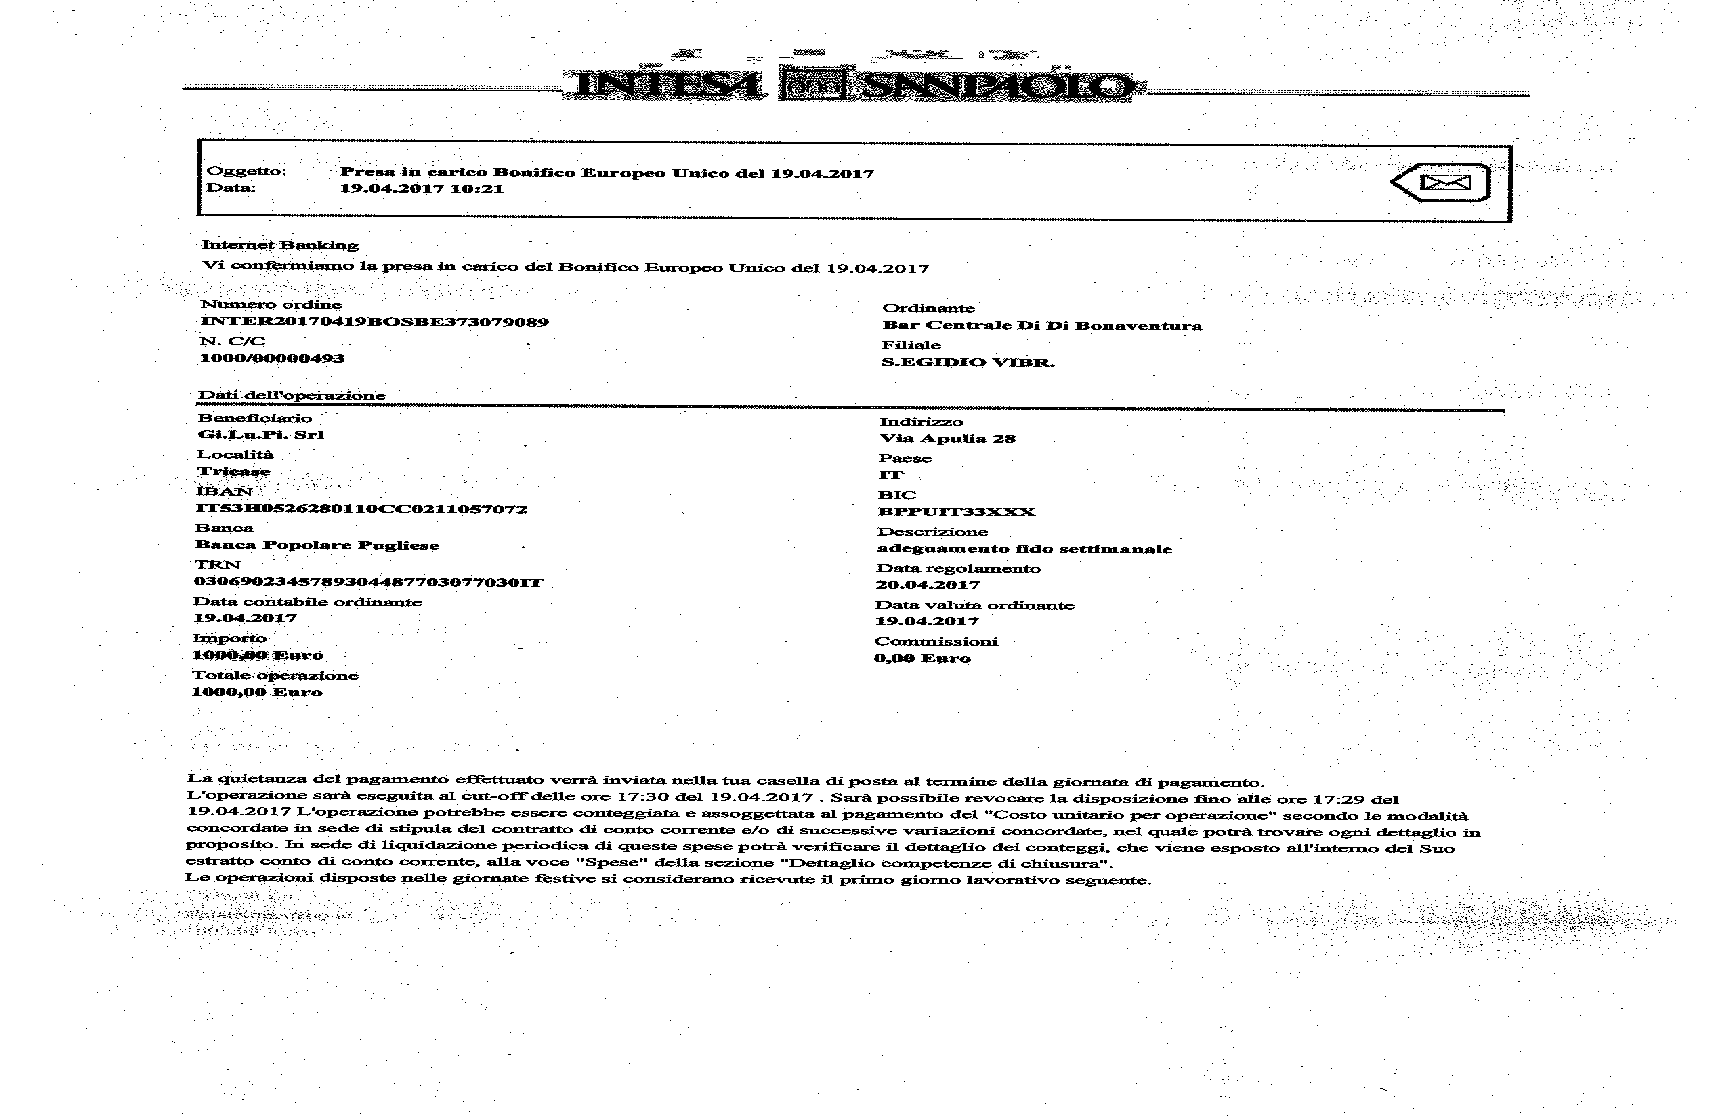 INTESA SANPAOLO
Oggetto: Presa in carico Bonifico Europeo Unico del 19.04.2017
Data: 19.04.2017 10:21
Internet Banking
Vi confermiamo la presa in carico del Bonifico Europeo Unico del 19.04.2017
Numero ordine
INTER20170419BOSBE373079089
Ordinante
Bar Centrale Di Di Bonaventura
N. C/C
1000/00000493
Filiale
S.EGIDIO VIBR.
Dati dell'operazione
Beneficiario
Gi.Lu.Pi. Srl
Indirizzo
Via Apulia 28
Località
Tricase
Paese
IT
IBAN
IT53H0526280110CC0211057072
BIC
BPPUIT33XXX
Banca
Banca Popolare Pugliese
Descrizione
adeguamento fido settimanale
TRN
0306902345789304487703077030IT
Data regolamento
20.04.2017
Data contabile ordinante
19.04.2017
Data valuta ordinante
19.04.2017
Importo
1000,00 Euro
Commissioni
0,00 Euro
Totale operazione
1000,00 Euro
La quietanza del pagamento effettuato verrà inviata nella tua casella di posta al termine della giornata di pagamento.
L'operazione sarà eseguita al cut-off delle ore 17:30 del 19.04.2017 . Sarà possibile revocare la disposizione fino alle ore 17:29 del
19.04.2017 L'operazione potrebbe essere conteggiata e assoggettata al pagamento del "Costo unitario per operazione" secondo le modalità
concordate in sede di stipula del contratto di conto corrente e/o di successive variazioni concordate, nel quale potrà trovare ogni dettaglio in
proposito. In sede di liquidazione periodica di queste spese potrà verificare il dettaglio dei conteggi, che viene esposto all'interno del Suo
estratto conto di conto corrente, alla voce "Spese" della sezione "Dettaglio competenze di chiusura".
Le operazioni disposte nelle giornate festive si considerano ricevute il primo giorno lavorativo seguente.